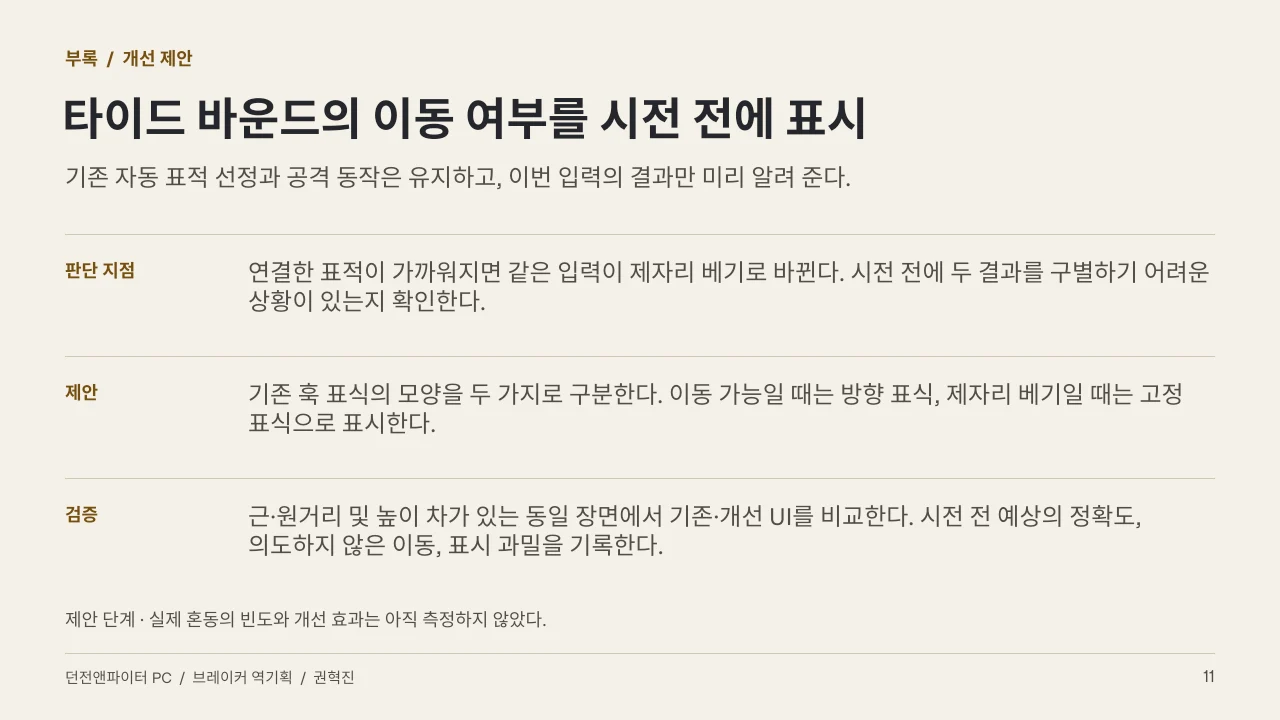 부록 / 개선 제안
타이드 바운드의 이동 여부를 시전 전에 표시
기존 자동 표적 선정과 공격 동작은 유지하고, 이번 입력의 결과만 미리 알려 준다.
판단 지점
연결한 표적이 가까워지면 같은 입력이 제자리 베기로 바뀐다. 시전 전에 두 결과를 구별하기 어려운
상황이 있는지 확인한다.
제안
기존 훅 표식의 모양을 두 가지로 구분한다. 이동 가능일 때는 방향 표식, 제자리 베기일 때는 고정
표식으로 표시한다.
검증
근·원거리 및 높이 차가 있는 동일 장면에서 기존·개선 UI를 비교한다. 시전 전 예상의 정확도,
의도하지 않은 이동, 표시 과밀을 기록한다.
제안 단계 · 실제 혼동의 빈도와 개선 효과는 아직 측정하지 않았다.
던전앤파이터 PC / 브레이커 역기획 / 권혁진
11